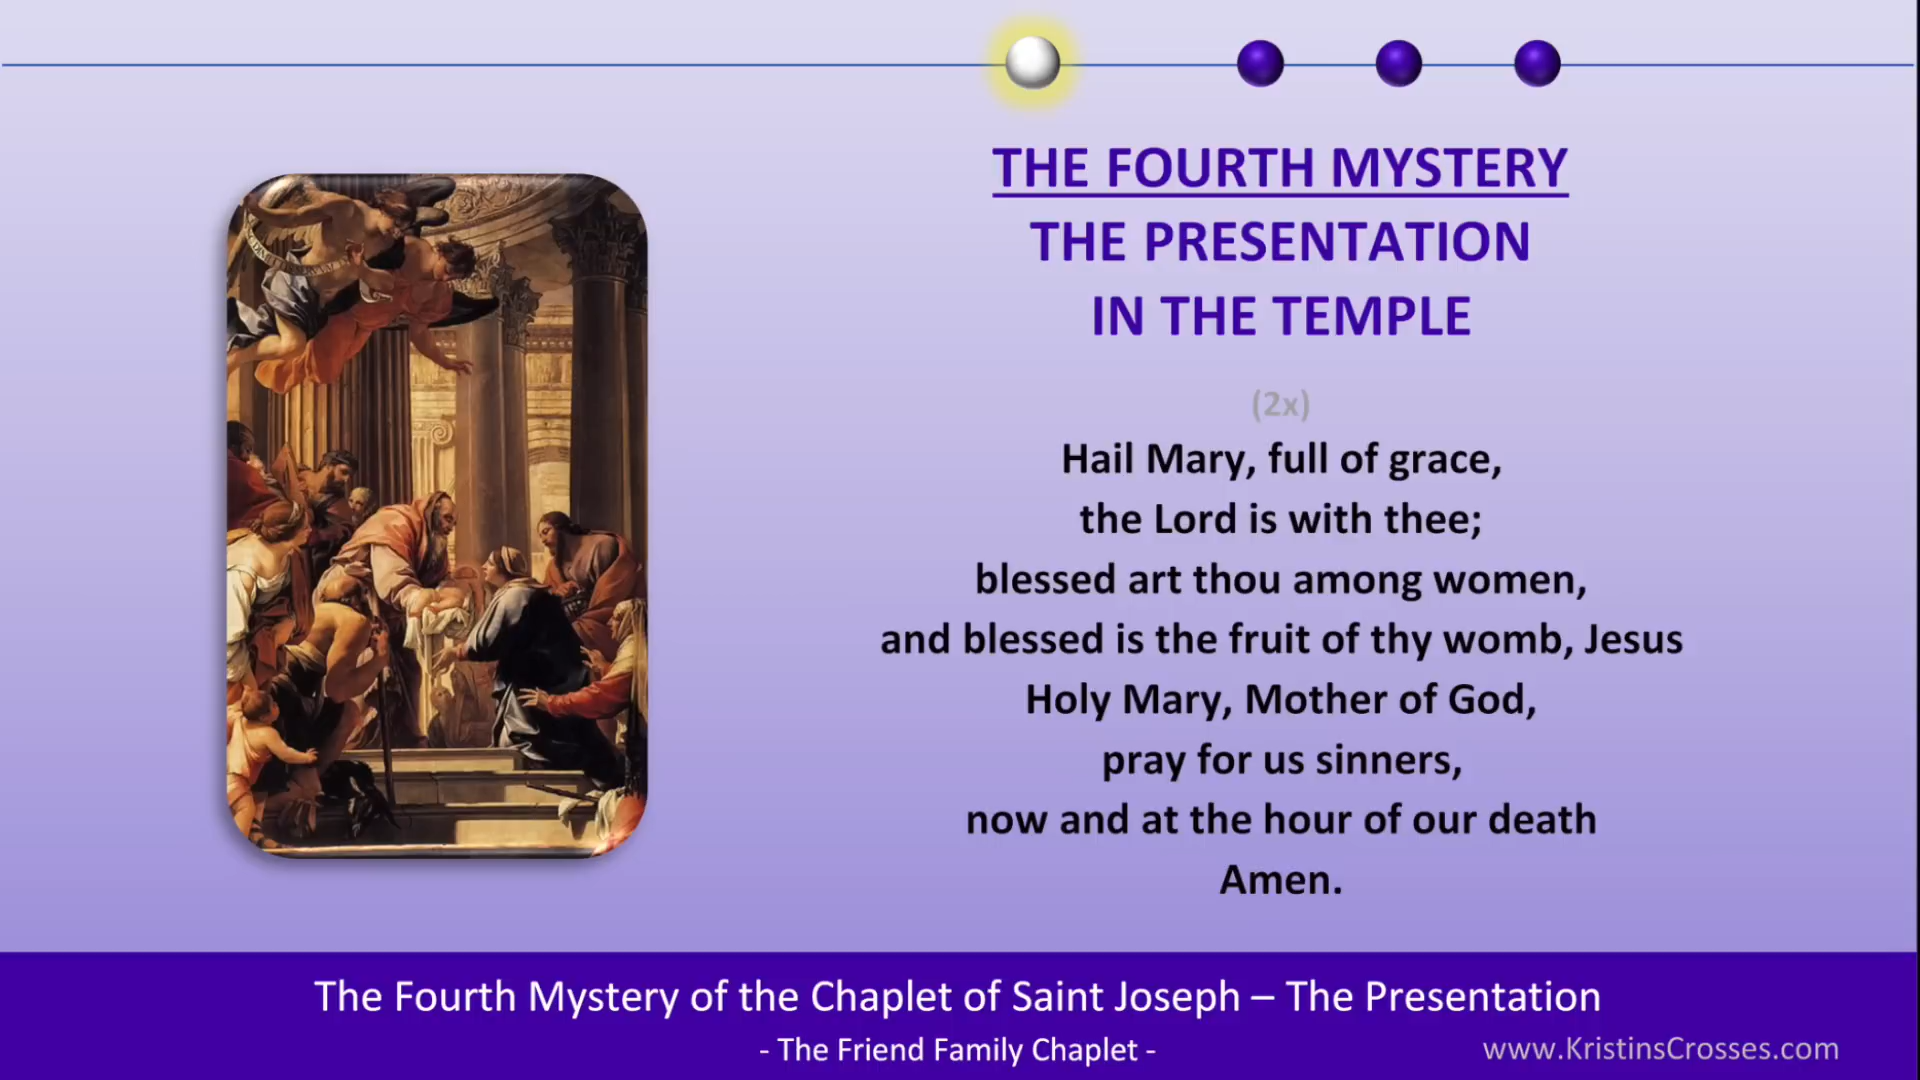 THE FOURTH MYSTERY
THE PRESENTATION
IN THE TEMPLE
(2x)
Hail Mary, full of grace,
the Lord is with thee;
blessed art thou among women,
and blessed is the fruit of thy womb, Jesus
Holy Mary, Mother of God,
pray for us sinners,
now and at the hour of our death
Amen.
The Fourth Mystery of the Chaplet of Saint Joseph – The Presentation
- The Friend Family Chaplet -
www.KristinsCrosses.com